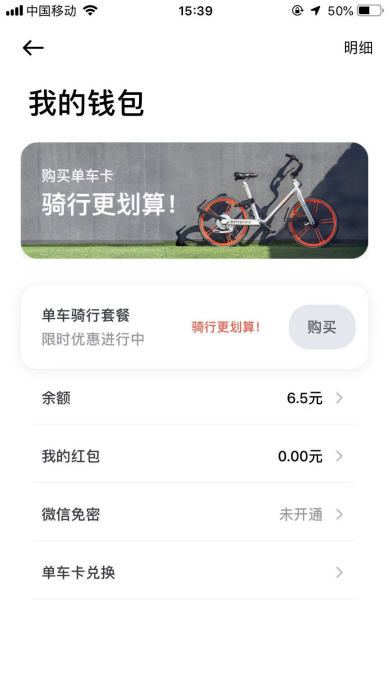 中国移动 15:39 50%
明细
我的钱包
购买单车卡
骑行更划算!
单车骑行套餐
限时优惠进行中
骑行更划算!
购买
余额 6.5元
我的红包 0.00元
微信免密 未开通
单车卡兑换